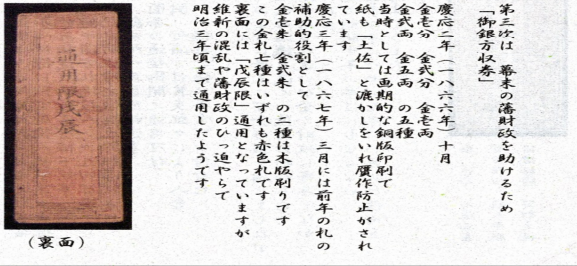 第三次は　幕末の藩財政を助けるため
「御銀方収券」
慶応二年（一八六六年）十月
金壱分　金弐分　金壱両
金弐両　金五両　の五種
当時としては画期的な銅版印刷で
紙も「土佐」と漉かしをいれ贋作防止がされ
ています
慶応三年（一八六七年）三月には前年の札の
補助的役割として
金壱朱　金弐朱　の二種は木版刷りです
この金札七種はいずれも赤色札です
裏面には「戊辰限」通用となっていますが
維新の混乱や藩財政のひっ迫やらで
明治三年頃まで通用したようです
通用限戊辰
（裏面）